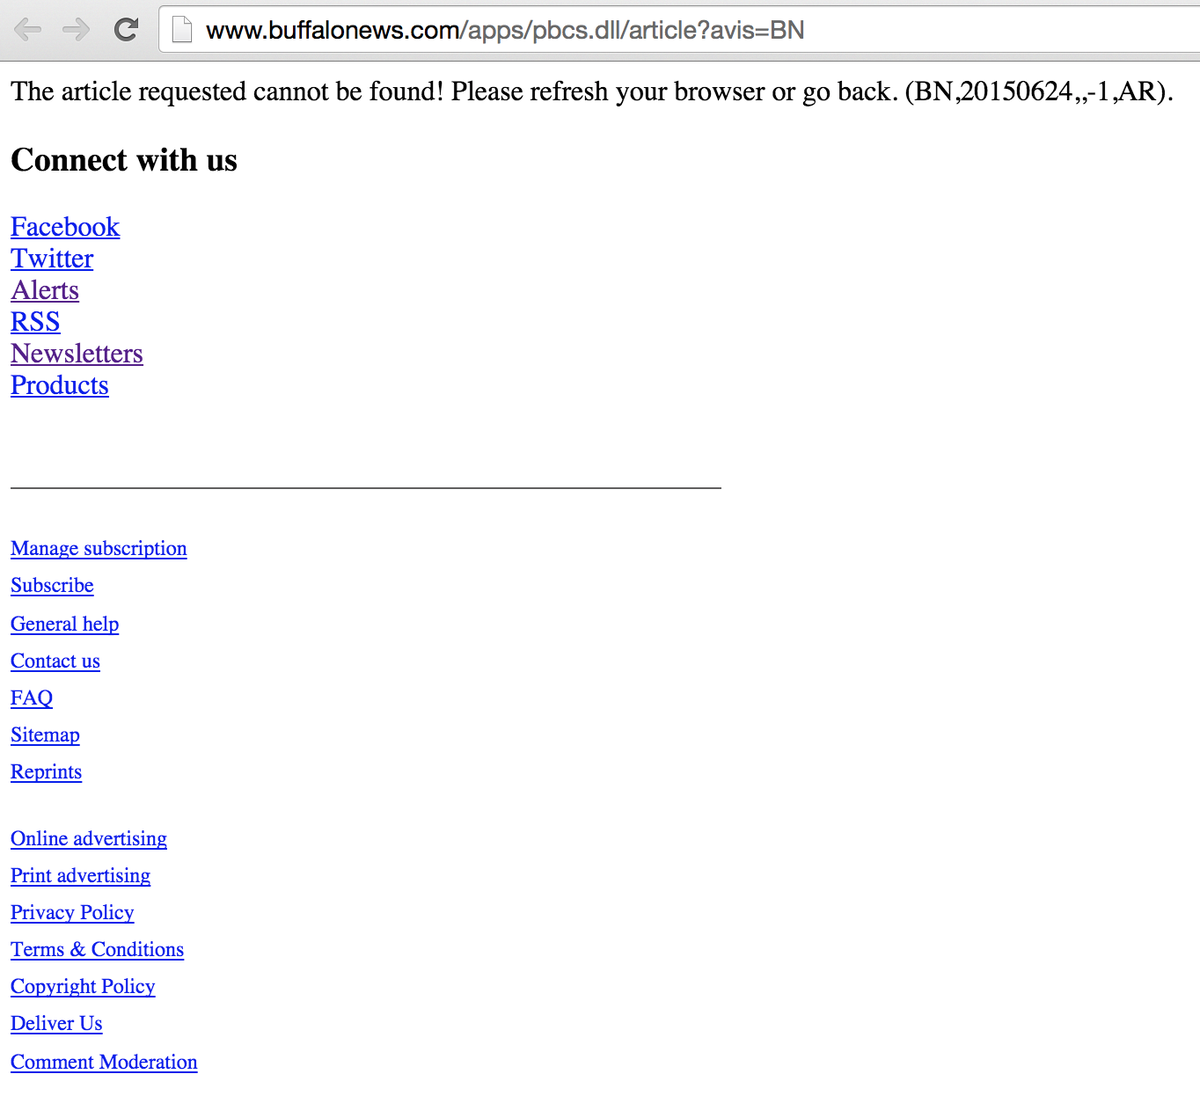 www.buffalonews.com/apps/pbcs.dll/article?avis=BN
The article requested cannot be found! Please refresh your browser or go back. (BN,20150624,,-1,AR).
Connect with us
Facebook
Twitter
Alerts
RSS
Newsletters
Products
Manage subscription
Subscribe
General help
Contact us
FAQ
Sitemap
Reprints
Online advertising
Print advertising
Privacy Policy
Terms & Conditions
Copyright Policy
Deliver Us
Comment Moderation